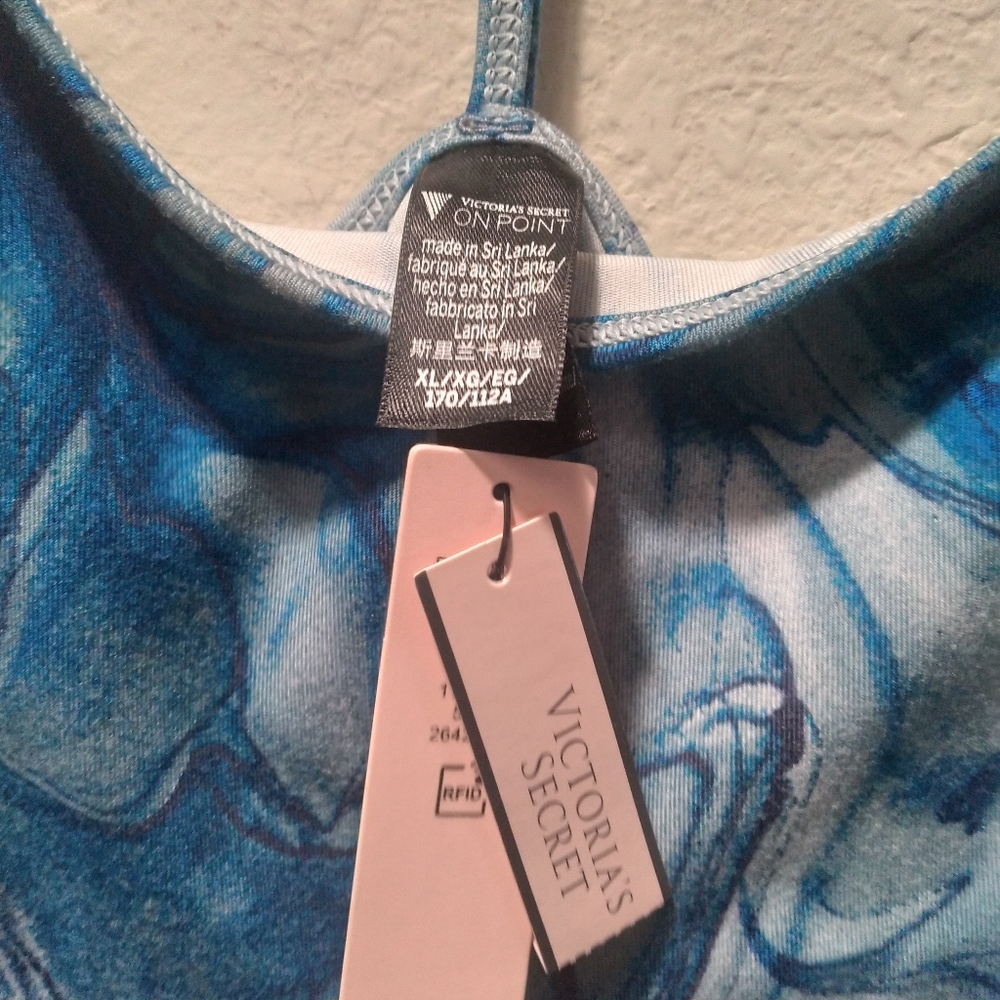 VICTORIA'S SECRET
ON POINT
made in Sri Lanka/
fabriqué au Sri Lanka/
hecho en Sri Lanka/
fabbricato in Sri
Lanka/
斯里兰卡制造
XL/XG/EG/
170/112A
RFID
VICTORIA'S
SECRET